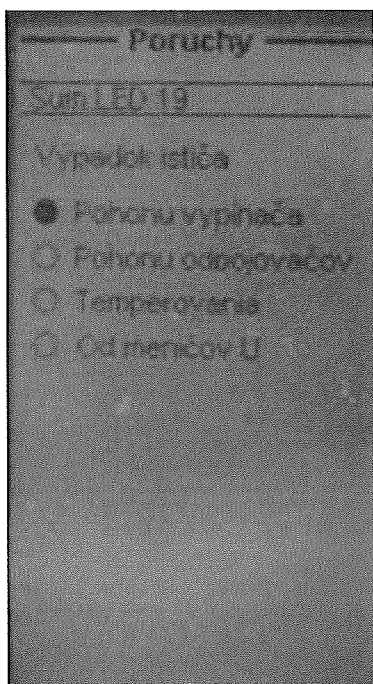 Poruchy
Sum LED 19
Výpadok ističa
Pohonu vypínača
Pohonu odpojovačov
Temperovania
Od meničov U